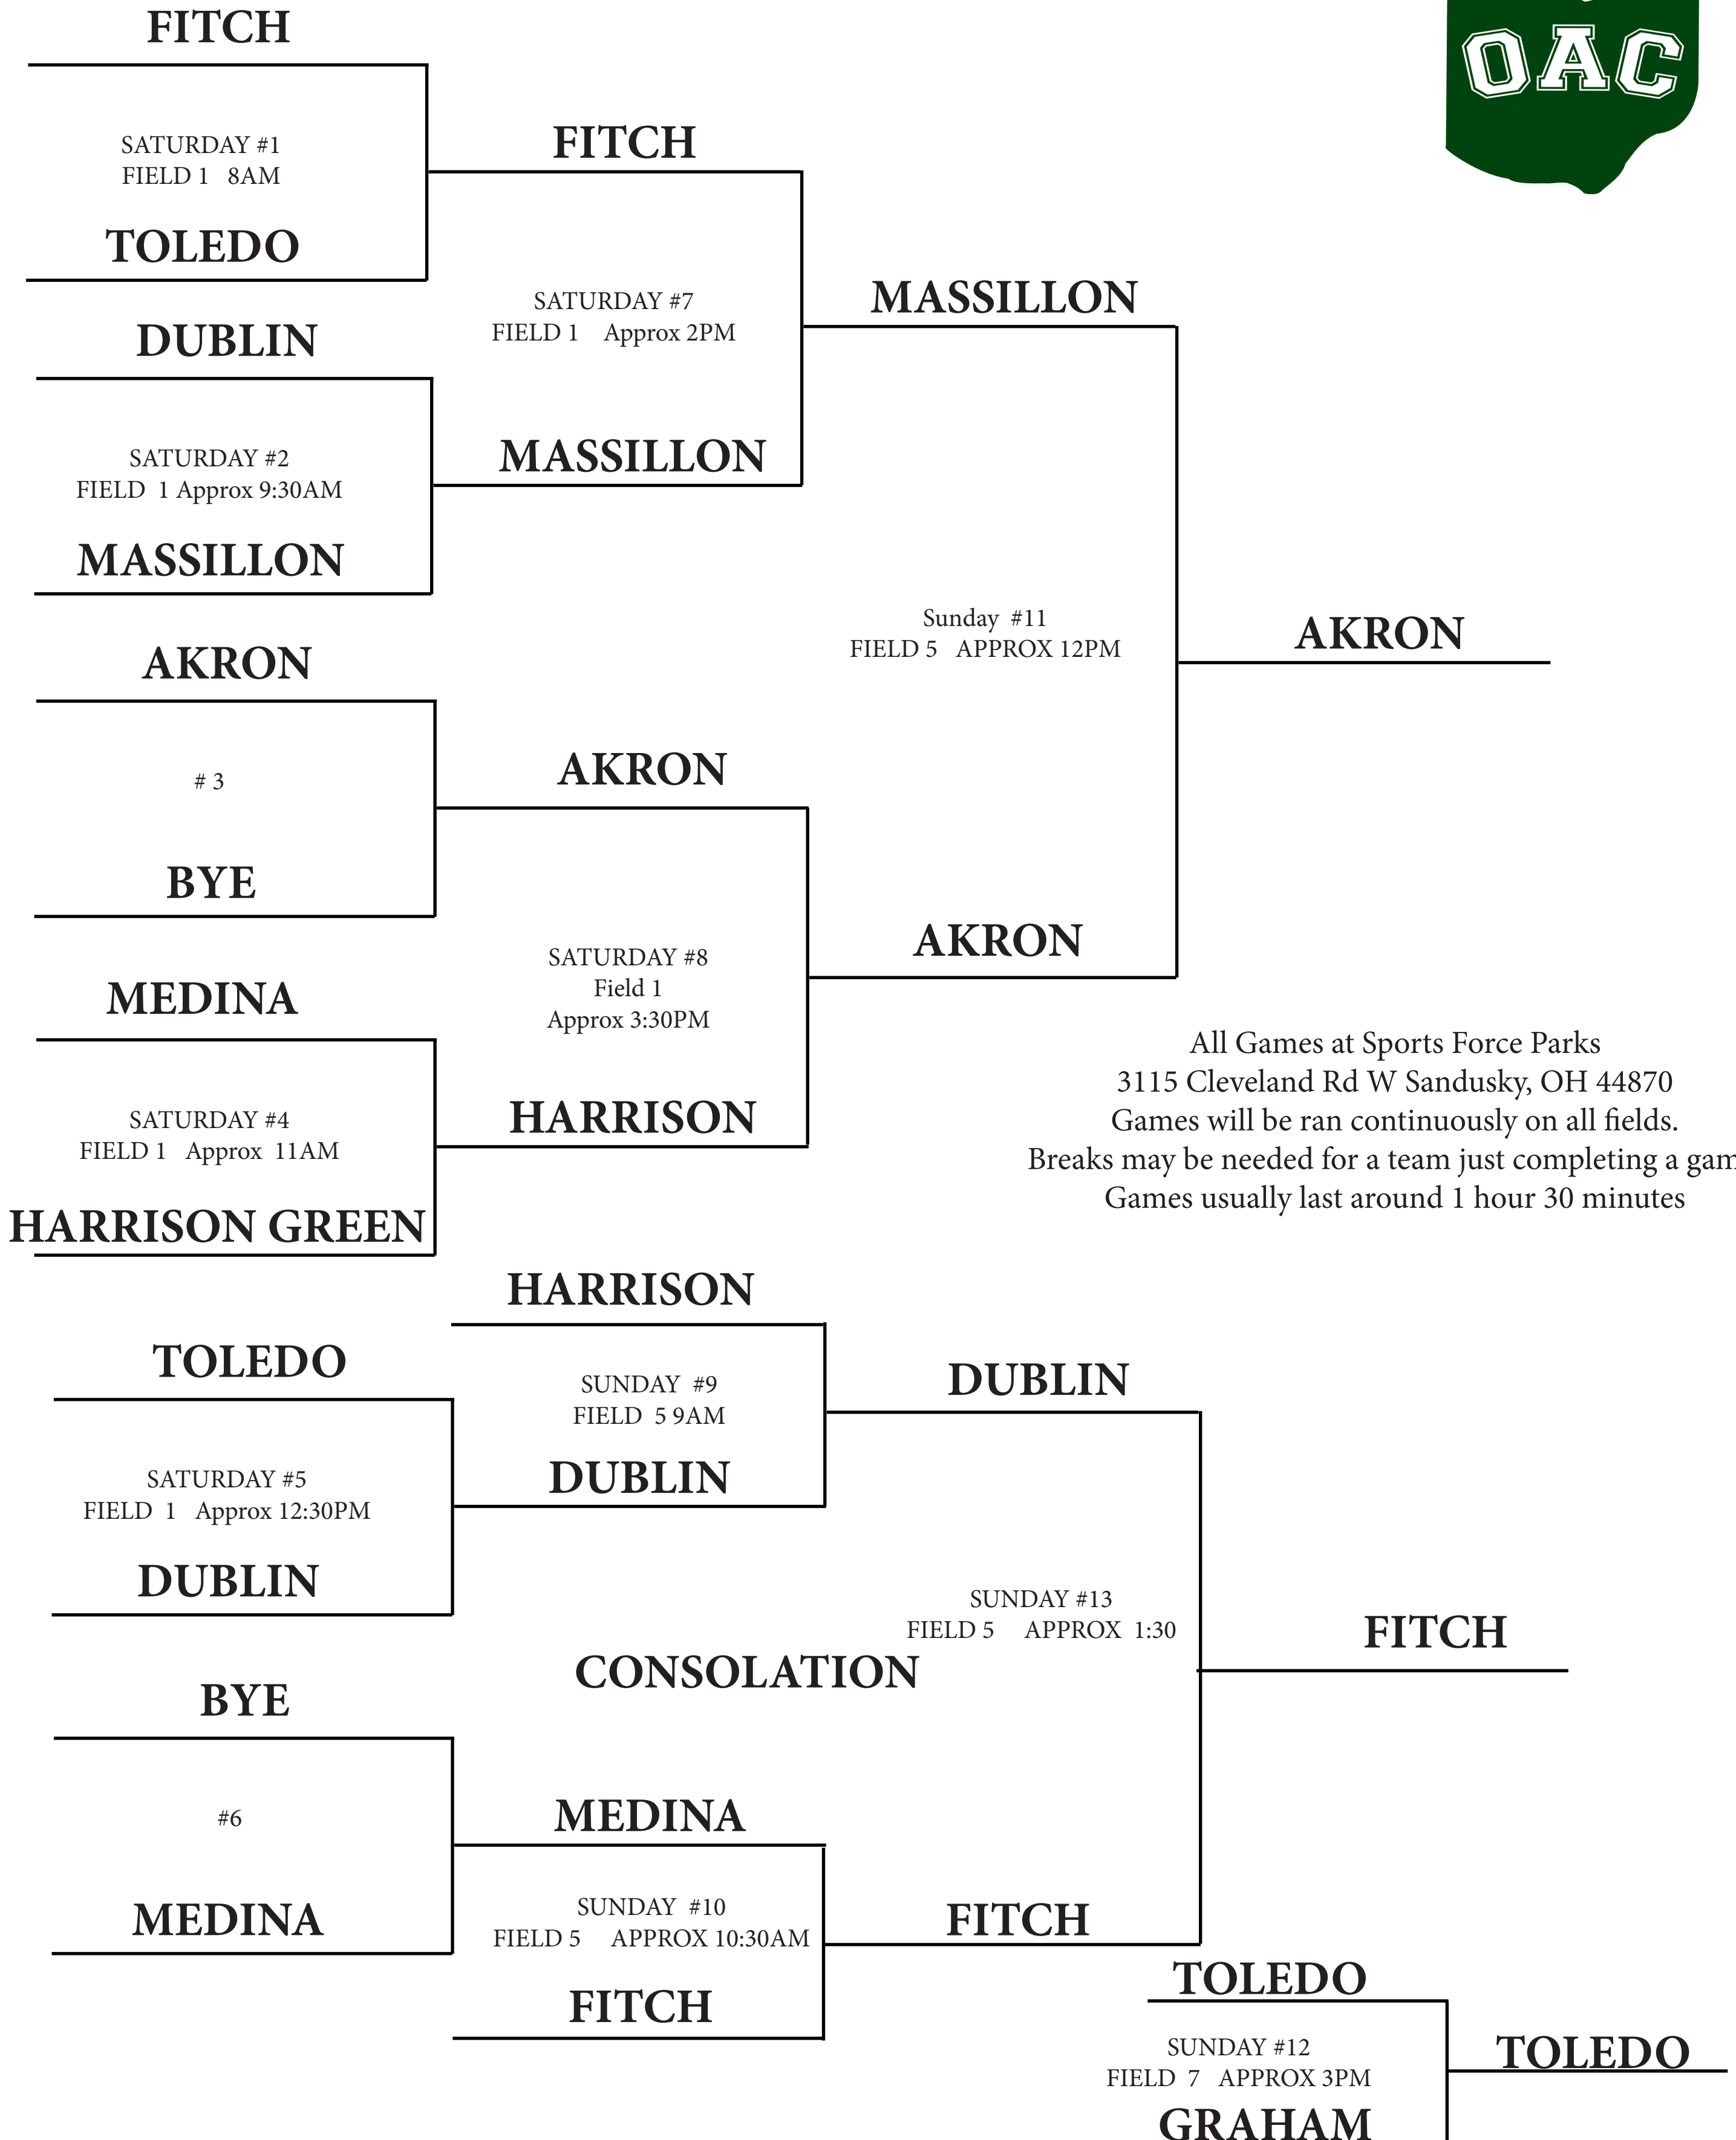 FITCH
OAC
SATURDAY #1
FIELD 1 8AM
FITCH
TOLEDO
SATURDAY #7
FIELD 1 Approx 2PM
MASSILLON
DUBLIN
SATURDAY #2
FIELD 1 Approx 9:30AM
MASSILLON
MASSILLON
Sunday #11
FIELD 5 APPROX 12PM
AKRON
AKRON
# 3
AKRON
BYE
SATURDAY #8
Field 1
Approx 3:30PM
AKRON
MEDINA
SATURDAY #4
FIELD 1 Approx 11AM
HARRISON
HARRISON GREEN
All Games at Sports Force Parks
3115 Cleveland Rd W Sandusky, OH 44870
Games will be ran continuously on all fields.
Breaks may be needed for a team just completing a gam
Games usually last around 1 hour 30 minutes
HARRISON
TOLEDO
SUNDAY #9
FIELD 5 9AM
DUBLIN
DUBLIN
SATURDAY #5
FIELD 1 Approx 12:30PM
DUBLIN
SUNDAY #13
FIELD 5 APPROX 1:30
CONSOLATION
FITCH
BYE
#6
MEDINA
MEDINA
SUNDAY #10
FIELD 5 APPROX 10:30AM
FITCH
FITCH
TOLEDO
SUNDAY #12
FIELD 7 APPROX 3PM
TOLEDO
GRAHAM